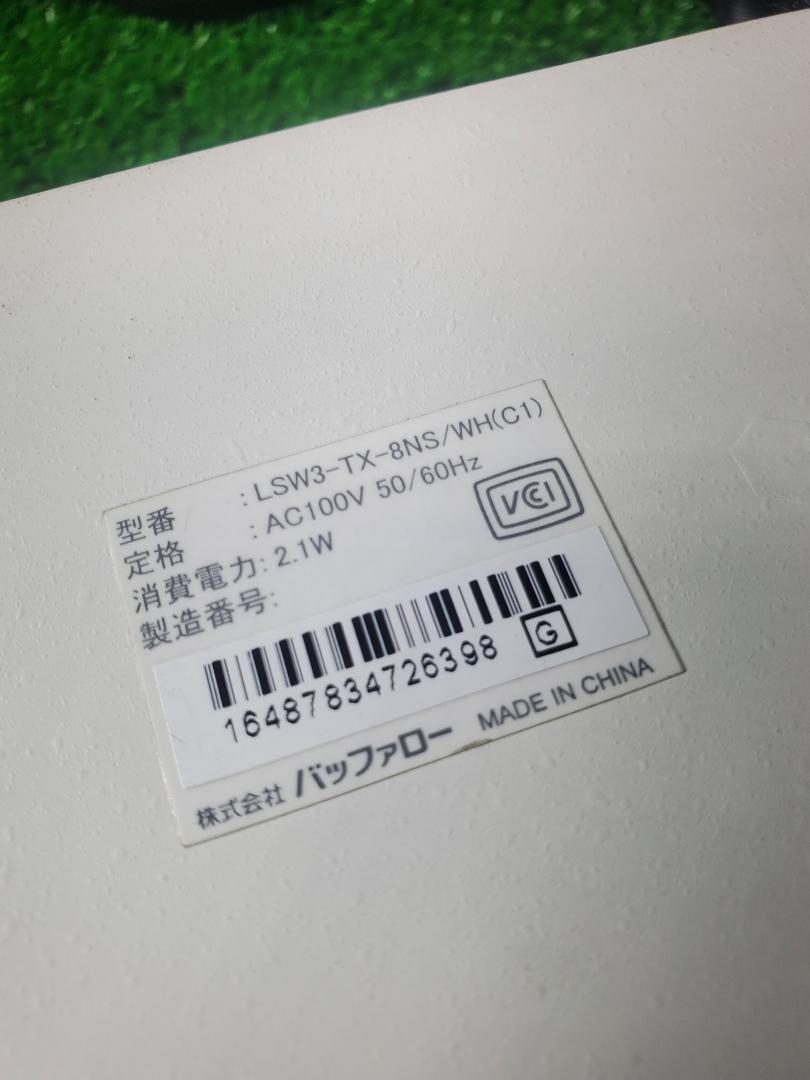 型番 : LSW3-TX-8NS/WH(C1)
定格 : AC100V 50/60Hz
消費電力: 2.1W
製造番号:
VCCI
16487834726398 G
株式会社 バッファロー MADE IN CHINA